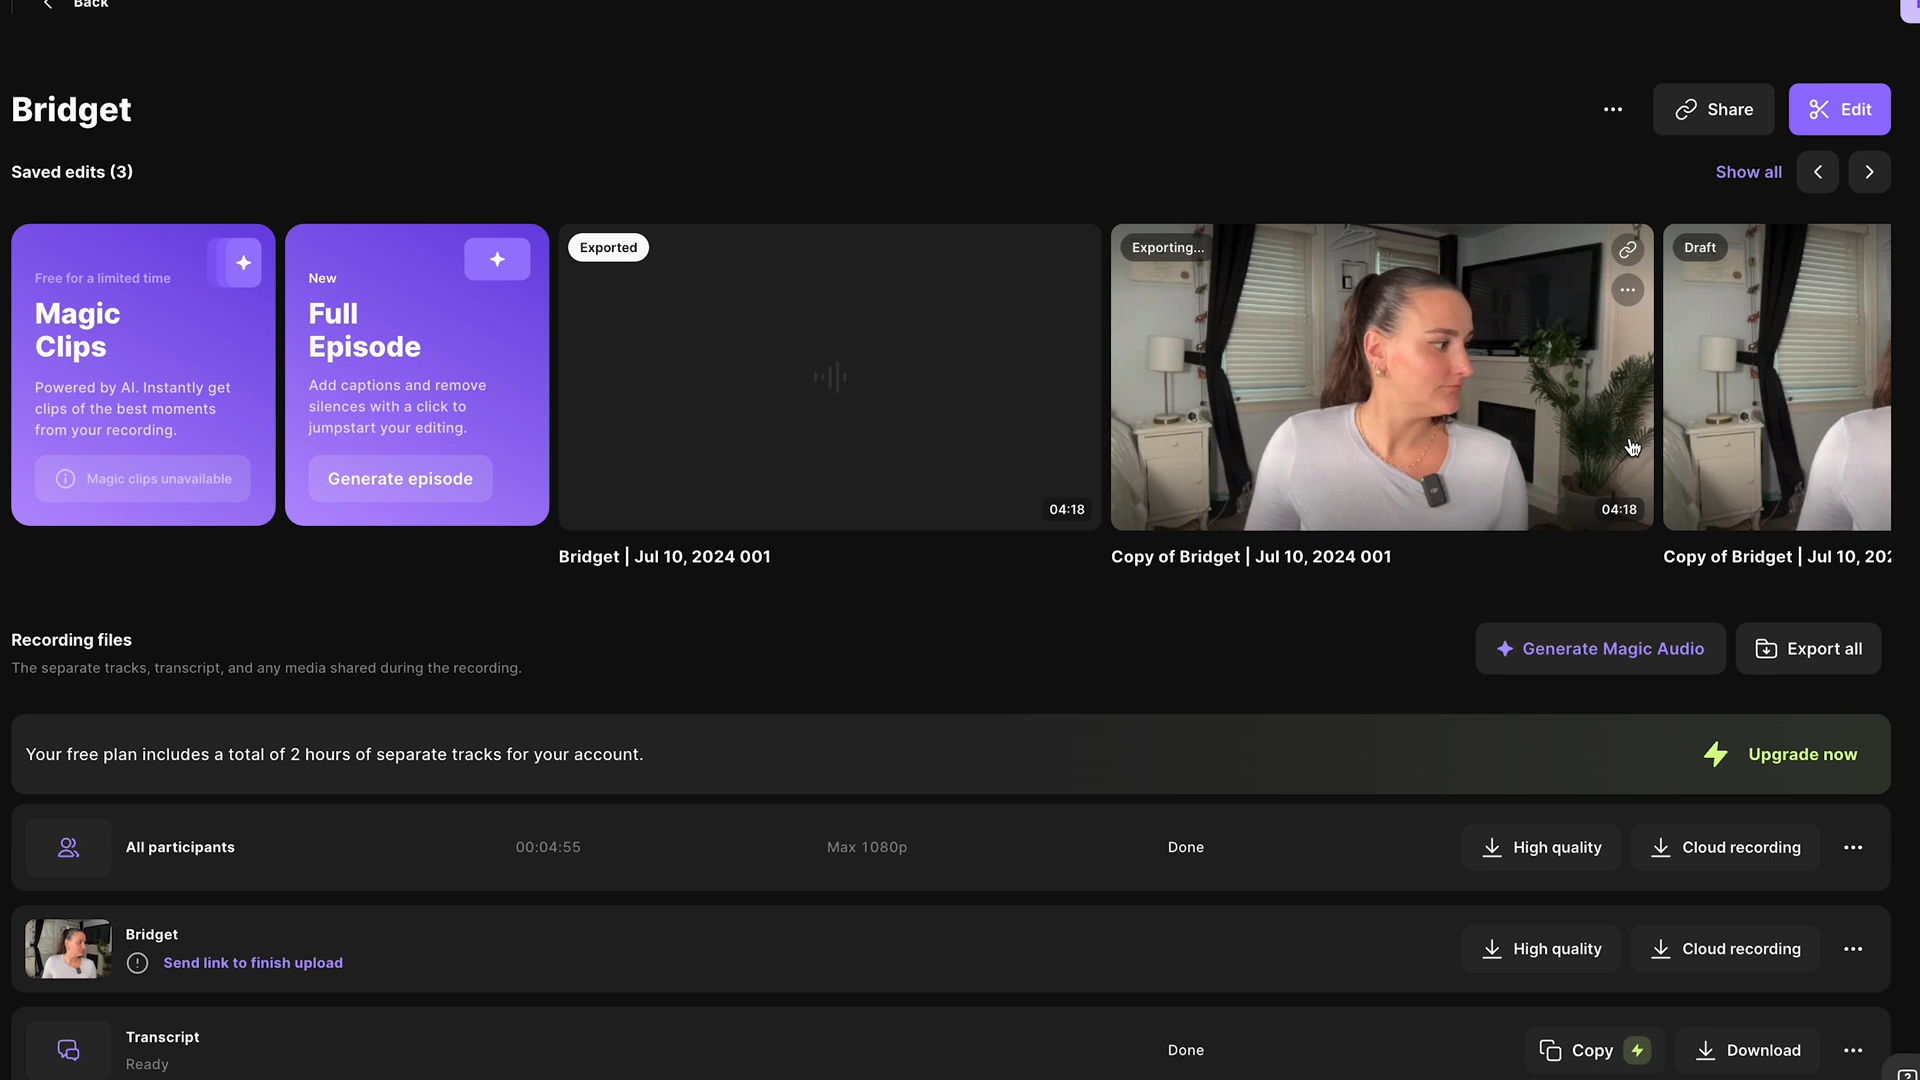 Back
Bridget
Share
Edit
Saved edits (3)
Show all
Free for a limited time
Magic
Clips
Powered by AI. Instantly get
clips of the best moments
from your recording.
Magic clips unavailable
New
Full
Episode
Add captions and remove
silences with a click to
jumpstart your editing.
Generate episode
Exported
04:18
Bridget | Jul 10, 2024 001
Exporting...
04:18
Copy of Bridget | Jul 10, 2024 001
Draft
Copy of Bridget | Jul 10, 202
Recording files
The separate tracks, transcript, and any media shared during the recording.
Generate Magic Audio
Export all
Your free plan includes a total of 2 hours of separate tracks for your account.
Upgrade now
All participants
00:04:55
Max 1080p
Done
High quality
Cloud recording
Bridget
Send link to finish upload
High quality
Cloud recording
Transcript
Ready
Done
Copy
Download